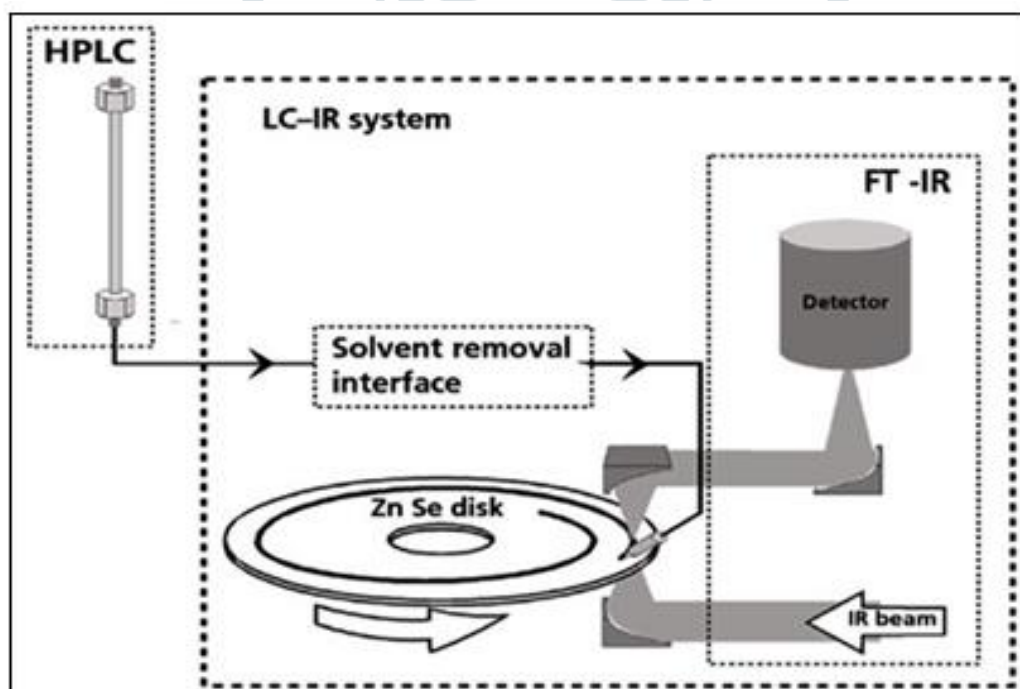 HPLC
LC–IR system
FT -IR
Detector
Solvent removal
interface
Zn Se disk
IR beam